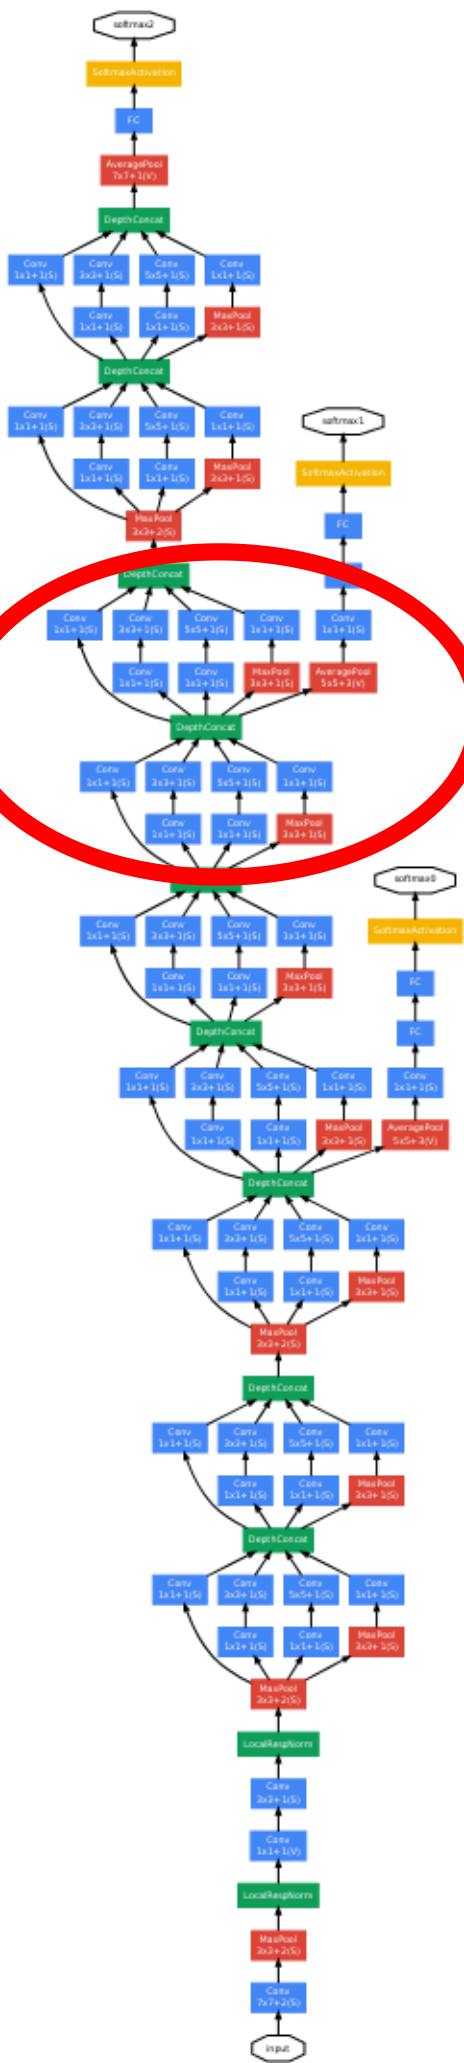 softmax2
SoftmaxActivation
FC
AveragePool
7x7+1(V)
DepthConcat
Conv Conv Conv Conv
1x1+1(S) 3x3+1(S) 5x5+1(S) 1x1+1(S)
Conv Conv MaxPool
1x1+1(S) 1x1+1(S) 3x3+1(S)
DepthConcat
Conv Conv Conv Conv
1x1+1(S) 3x3+1(S) 5x5+1(S) 1x1+1(S)
softmax1
Conv Conv MaxPool
1x1+1(S) 1x1+1(S) 3x3+1(S)
SoftmaxActivation
MaxPool
3x3+2(S)
FC
DepthConcat
Conv Conv Conv Conv Conv
1x1+1(S) 3x3+1(S) 5x5+1(S) 1x1+1(S) 1x1+1(S)
Conv Conv MaxPool AveragePool
1x1+1(S) 1x1+1(S) 3x3+1(S) 5x5+3(V)
DepthConcat
Conv Conv Conv Conv
1x1+1(S) 3x3+1(S) 5x5+1(S) 1x1+1(S)
Conv Conv MaxPool
1x1+1(S) 1x1+1(S) 3x3+1(S)
softmax0
Conv Conv Conv Conv
1x1+1(S) 3x3+1(S) 5x5+1(S) 1x1+1(S)
SoftmaxActivation
Conv Conv MaxPool
1x1+1(S) 1x1+1(S) 3x3+1(S)
FC
DepthConcat
FC
Conv Conv Conv Conv Conv
1x1+1(S) 3x3+1(S) 5x5+1(S) 1x1+1(S) 1x1+1(S)
Conv Conv MaxPool AveragePool
1x1+1(S) 1x1+1(S) 3x3+1(S) 5x5+3(V)
DepthConcat
Conv Conv Conv Conv
1x1+1(S) 3x3+1(S) 5x5+1(S) 1x1+1(S)
Conv Conv MaxPool
1x1+1(S) 1x1+1(S) 3x3+1(S)
MaxPool
3x3+2(S)
DepthConcat
Conv Conv Conv Conv
1x1+1(S) 3x3+1(S) 5x5+1(S) 1x1+1(S)
Conv Conv MaxPool
1x1+1(S) 1x1+1(S) 3x3+1(S)
DepthConcat
Conv Conv Conv Conv
1x1+1(S) 3x3+1(S) 5x5+1(S) 1x1+1(S)
Conv Conv MaxPool
1x1+1(S) 1x1+1(S) 3x3+1(S)
MaxPool
3x3+2(S)
LocalRespNorm
Conv
3x3+1(S)
Conv
1x1+1(V)
LocalRespNorm
MaxPool
3x3+2(S)
Conv
7x7+2(S)
input